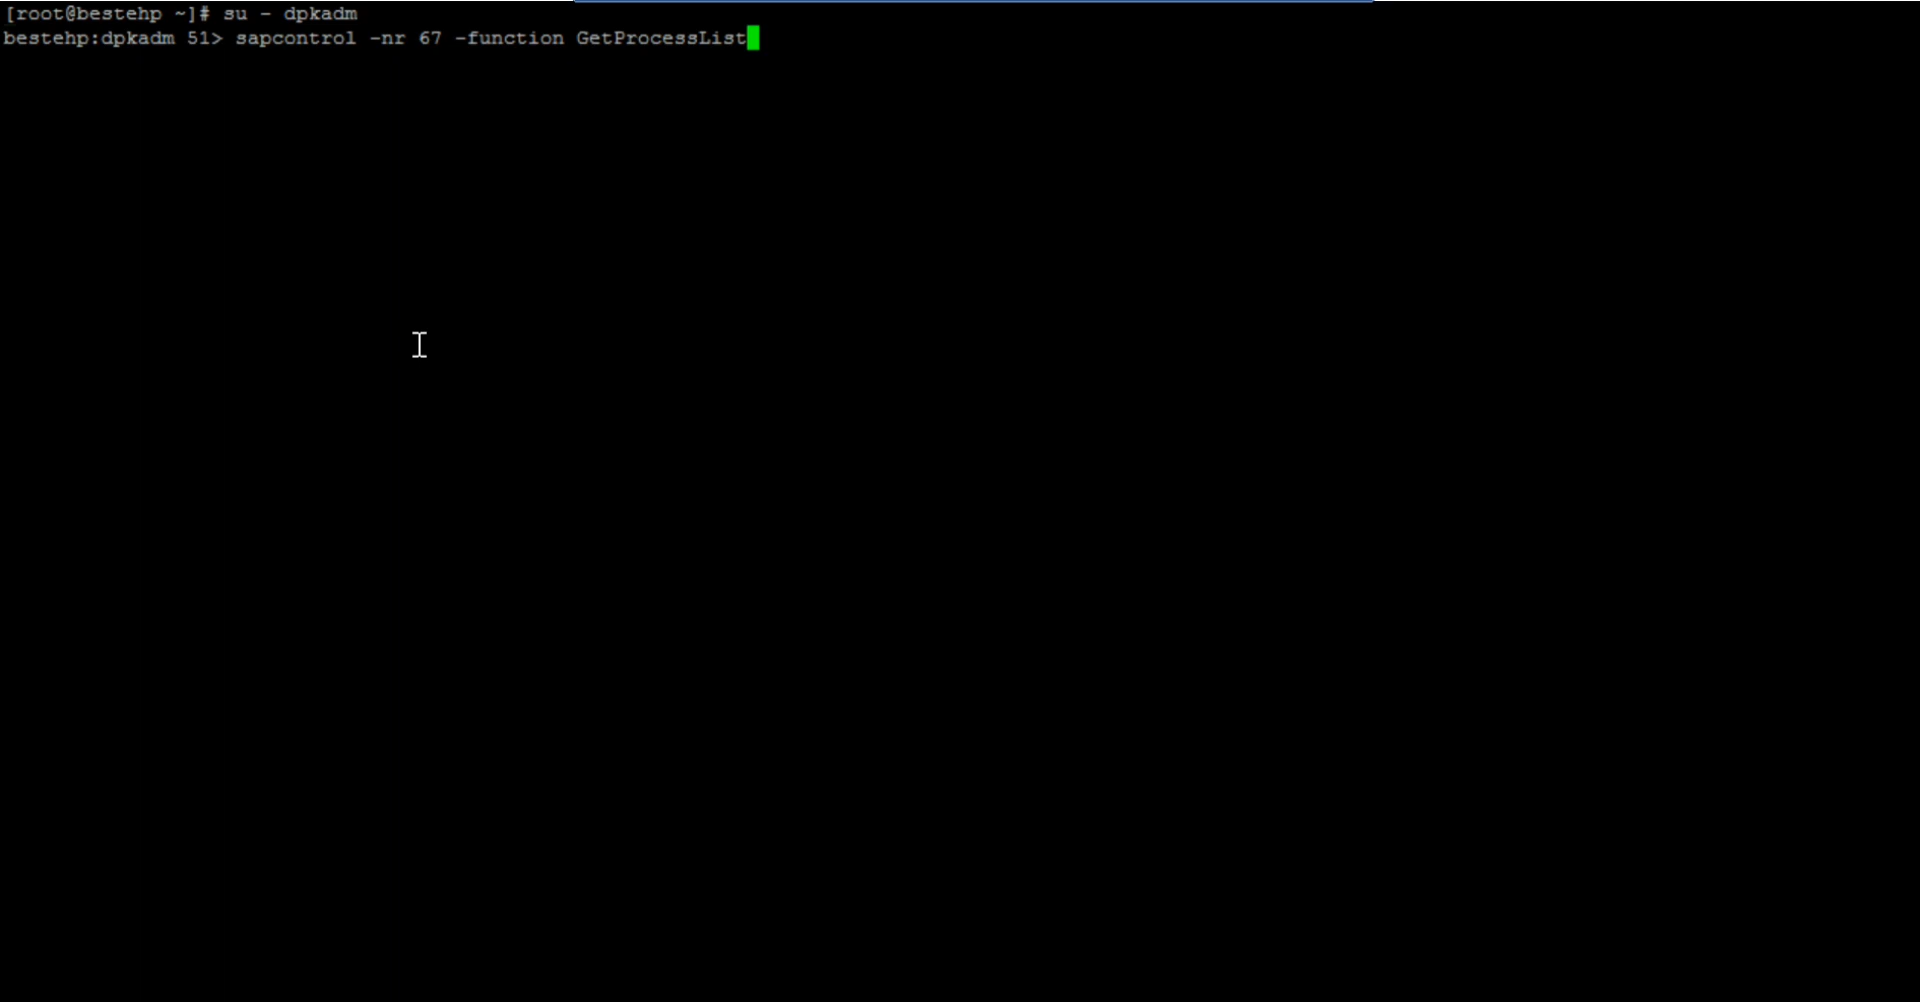 [root@bestehp ~]# su - dpkadm
bestehp:dpkadm 51> sapcontrol -nr 67 -function GetProcessList